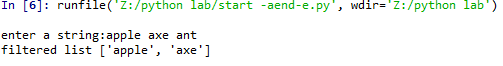 In [6]: runfile('Z:/python lab/start -aend-e.py', wdir='Z:/python lab')
enter a string:apple axe ant
filtered list ['apple', 'axe']